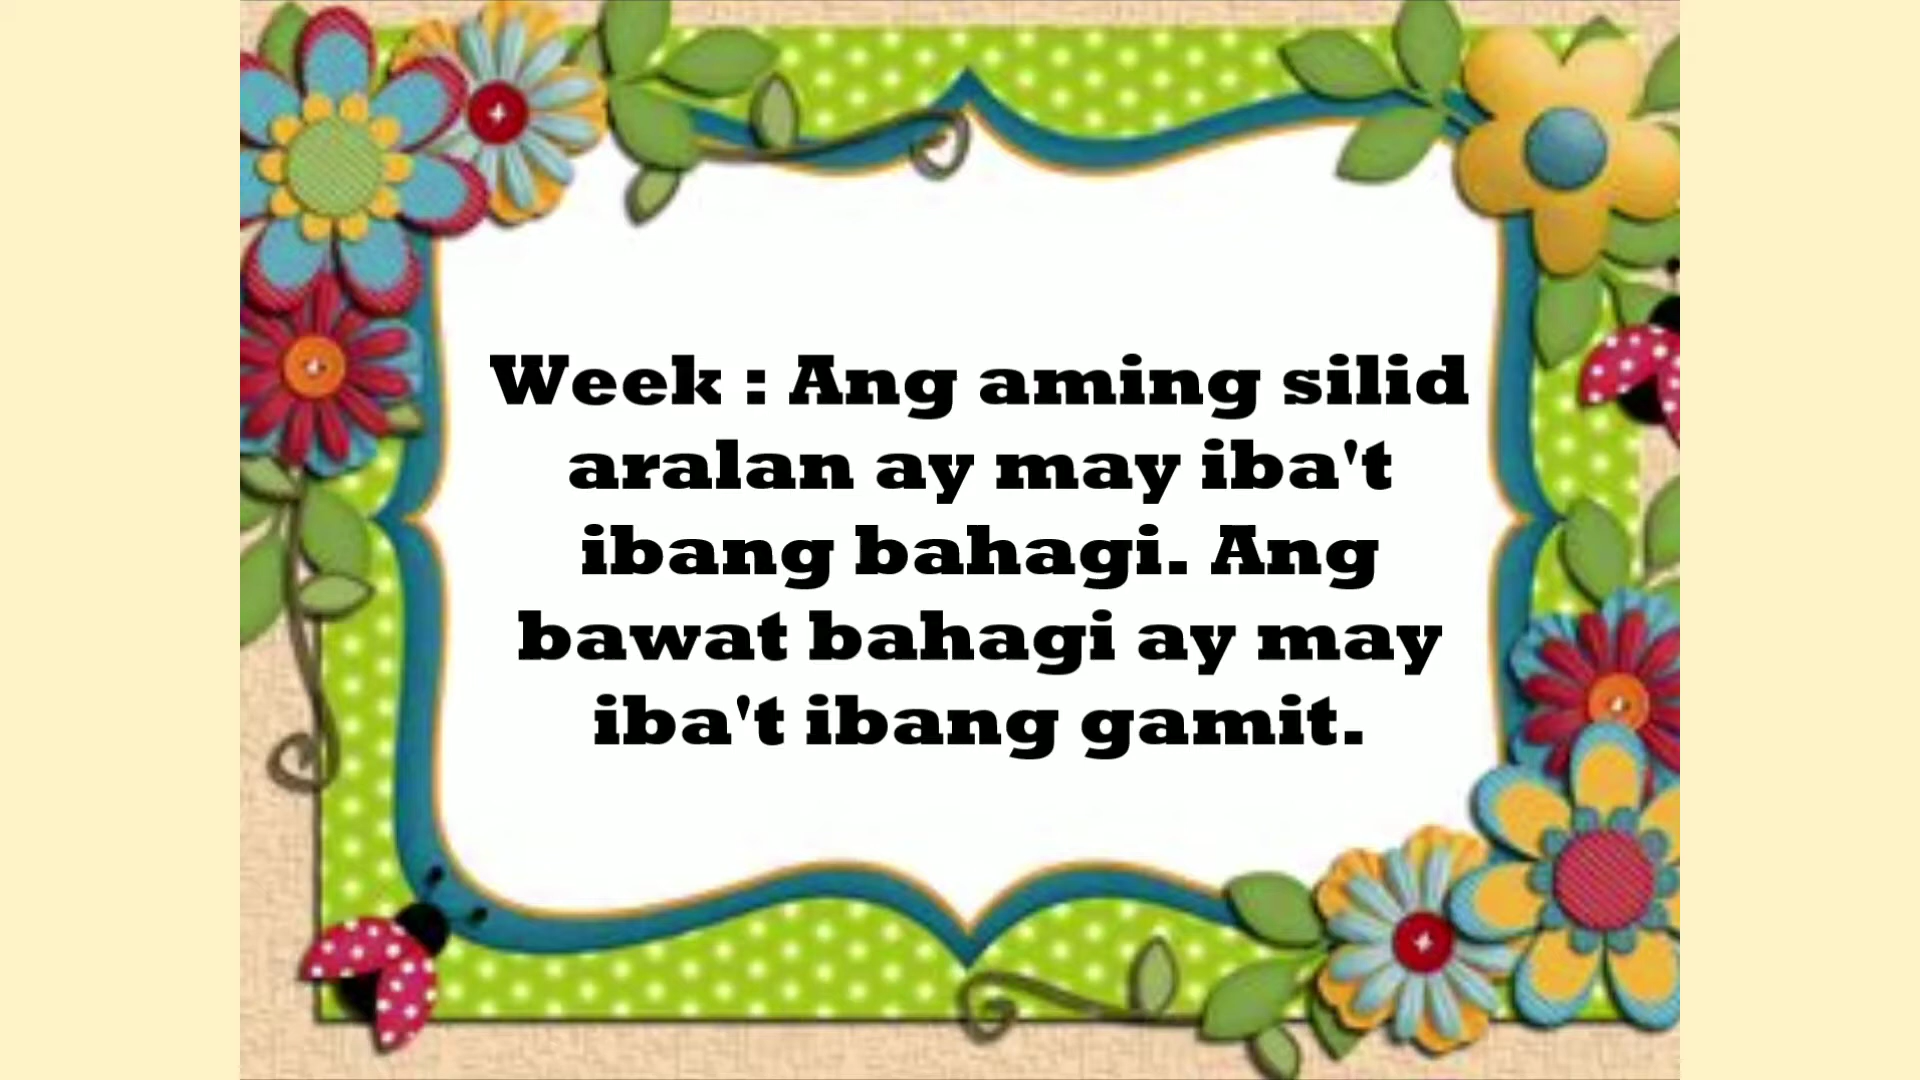 Week : Ang aming silid
aralan ay may iba't
ibang bahagi. Ang
bawat bahagi ay may
iba't ibang gamit.